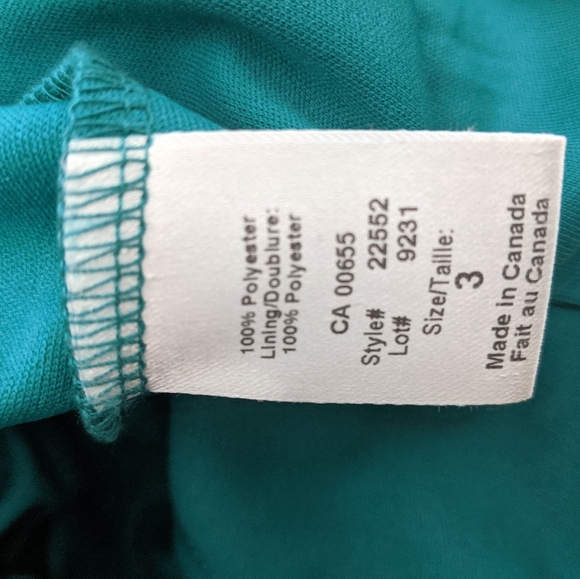 100% Polyester
Lining/Doublure:
100% Polyester
CA 00655
Style# 22552
Lot# 9231
Size/Taille:
3
Made in Canada
Fait au Canada